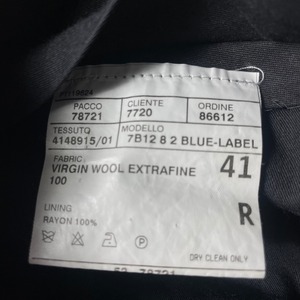 PACCO CLIENTE ORDINE
78721 7720 86612
TESSUTO MODELLO
4148915/01 7B12 8 2 BLUE-LABEL
FABRIC:
VIRGIN WOOL EXTRAFINE 41
100
LINING R
RAYON 100%
DRY CLEAN ONLY